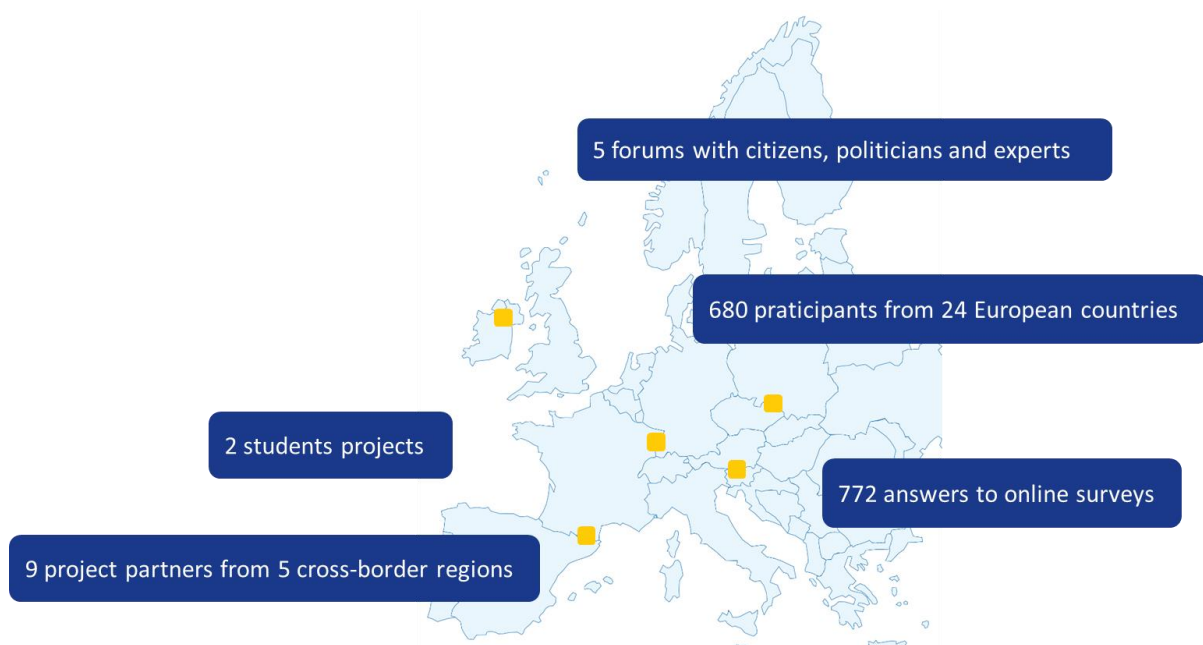 5 forums with citizens, politicians and experts
680 praticipants from 24 European countries
2 students projects
772 answers to online surveys
9 project partners from 5 cross-border regions